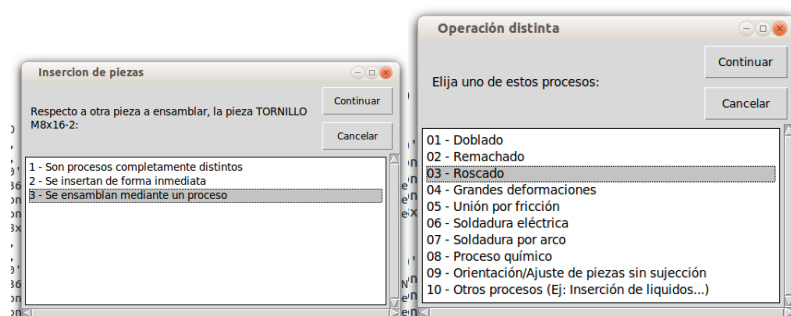 Insercion de piezas
Respecto a otra pieza a ensamblar, la pieza TORNILLO
M8x16-2:
Continuar
Cancelar
1 - Son procesos completamente distintos
2 - Se insertan de forma inmediata
3 - Se ensamblan mediante un proceso
Operación distinta
Elija uno de estos procesos:
Continuar
Cancelar
01 - Doblado
02 - Remachado
03 - Roscado
04 - Grandes deformaciones
05 - Unión por fricción
06 - Soldadura eléctrica
07 - Soldadura por arco
08 - Proceso químico
09 - Orientación/Ajuste de piezas sin sujección
10 - Otros procesos (Ej: Inserción de liquidos...)